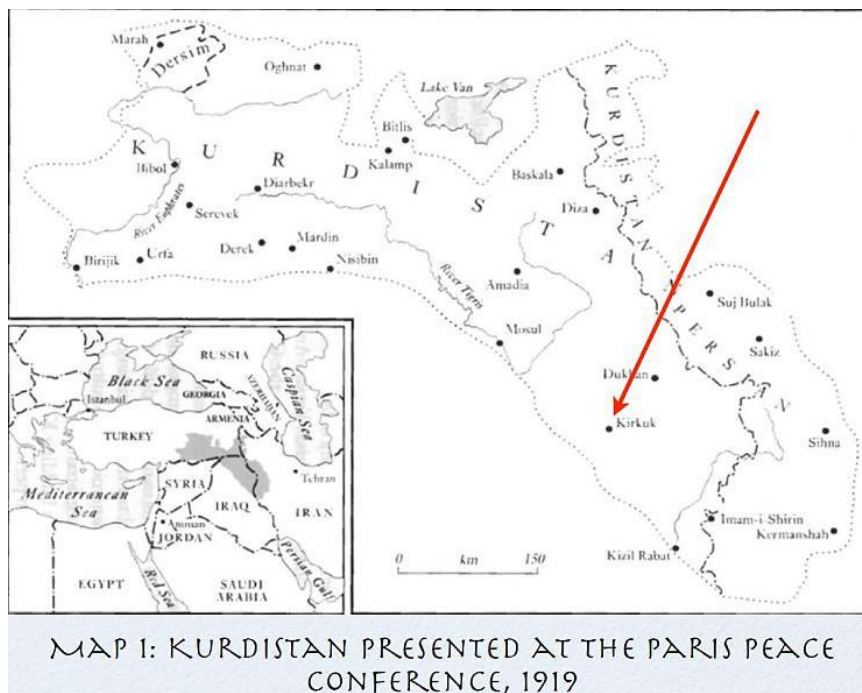 Marah
Dersim
Oghnat
Lake Van
Bitlis
Kalamp
KURDISTAN
KURDISTAN
PERSIAN
Bibol
River Euphrates
Diarbekr
Serevek
Baskala
Diza
Birijik
Urfa
Derek
Mardin
Nisibin
River Tigris
Amadia
Mosul
Suj Bulak
Sakiz
Dukhan
Kirkuk
Sihna
Imam-i-Shirin
Kermanshah
Kizil Rabat
0 km 150
RUSSIA
Black Sea
Istanbul
GEORGIA
AZERBAIJAN
Caspian Sea
ARMENIA
TURKEY
Tehran
Mediterranean
Sea
SYRIA
IRAQ
IRAN
Amman
JORDAN
EGYPT
Red Sea
SAUDI
ARABIA
Persian Gulf
MAP 1: KURDISTAN PRESENTED AT THE PARIS PEACE
CONFERENCE, 1919